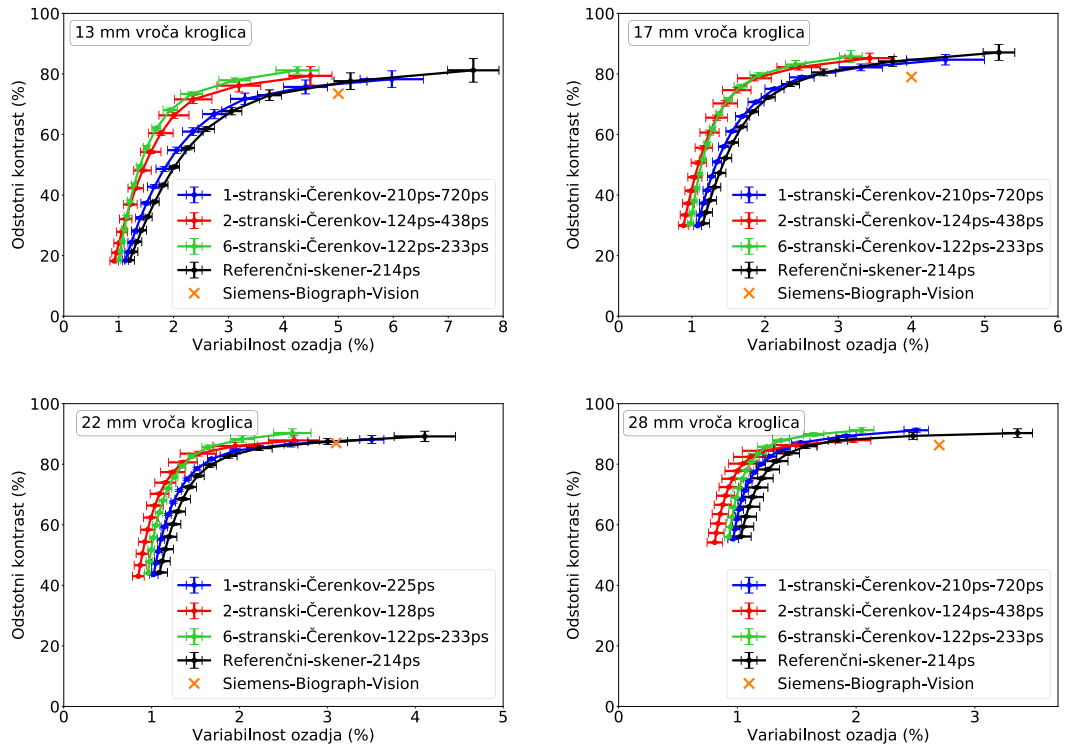 13 mm vroča kroglica
Odstotni kontrast (%)
100
80
60
40
20
0
1-stranski-Čerenkov-210ps-720ps
2-stranski-Čerenkov-124ps-438ps
6-stranski-Čerenkov-122ps-233ps
Referenčni-skener-214ps
Siemens-Biograph-Vision
0 1 2 3 4 5 6 7 8
Variabilnost ozadja (%)
17 mm vroča kroglica
Odstotni kontrast (%)
100
80
60
40
20
0
1-stranski-Čerenkov-210ps-720ps
2-stranski-Čerenkov-124ps-438ps
6-stranski-Čerenkov-122ps-233ps
Referenčni-skener-214ps
Siemens-Biograph-Vision
0 1 2 3 4 5 6
Variabilnost ozadja (%)
22 mm vroča kroglica
Odstotni kontrast (%)
100
80
60
40
20
0
1-stranski-Čerenkov-225ps
2-stranski-Čerenkov-128ps
6-stranski-Čerenkov-122ps-233ps
Referenčni-skener-214ps
Siemens-Biograph-Vision
0 1 2 3 4 5
Variabilnost ozadja (%)
28 mm vroča kroglica
Odstotni kontrast (%)
100
80
60
40
20
0
1-stranski-Čerenkov-210ps-720ps
2-stranski-Čerenkov-124ps-438ps
6-stranski-Čerenkov-122ps-233ps
Referenčni-skener-214ps
Siemens-Biograph-Vision
0 1 2 3
Variabilnost ozadja (%)